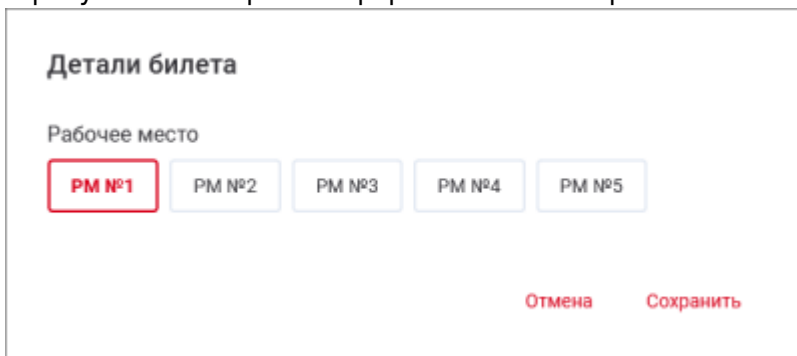 Детали билета
Рабочее место
РМ №1 РМ №2 РМ №3 РМ №4 РМ №5
Отмена Сохранить